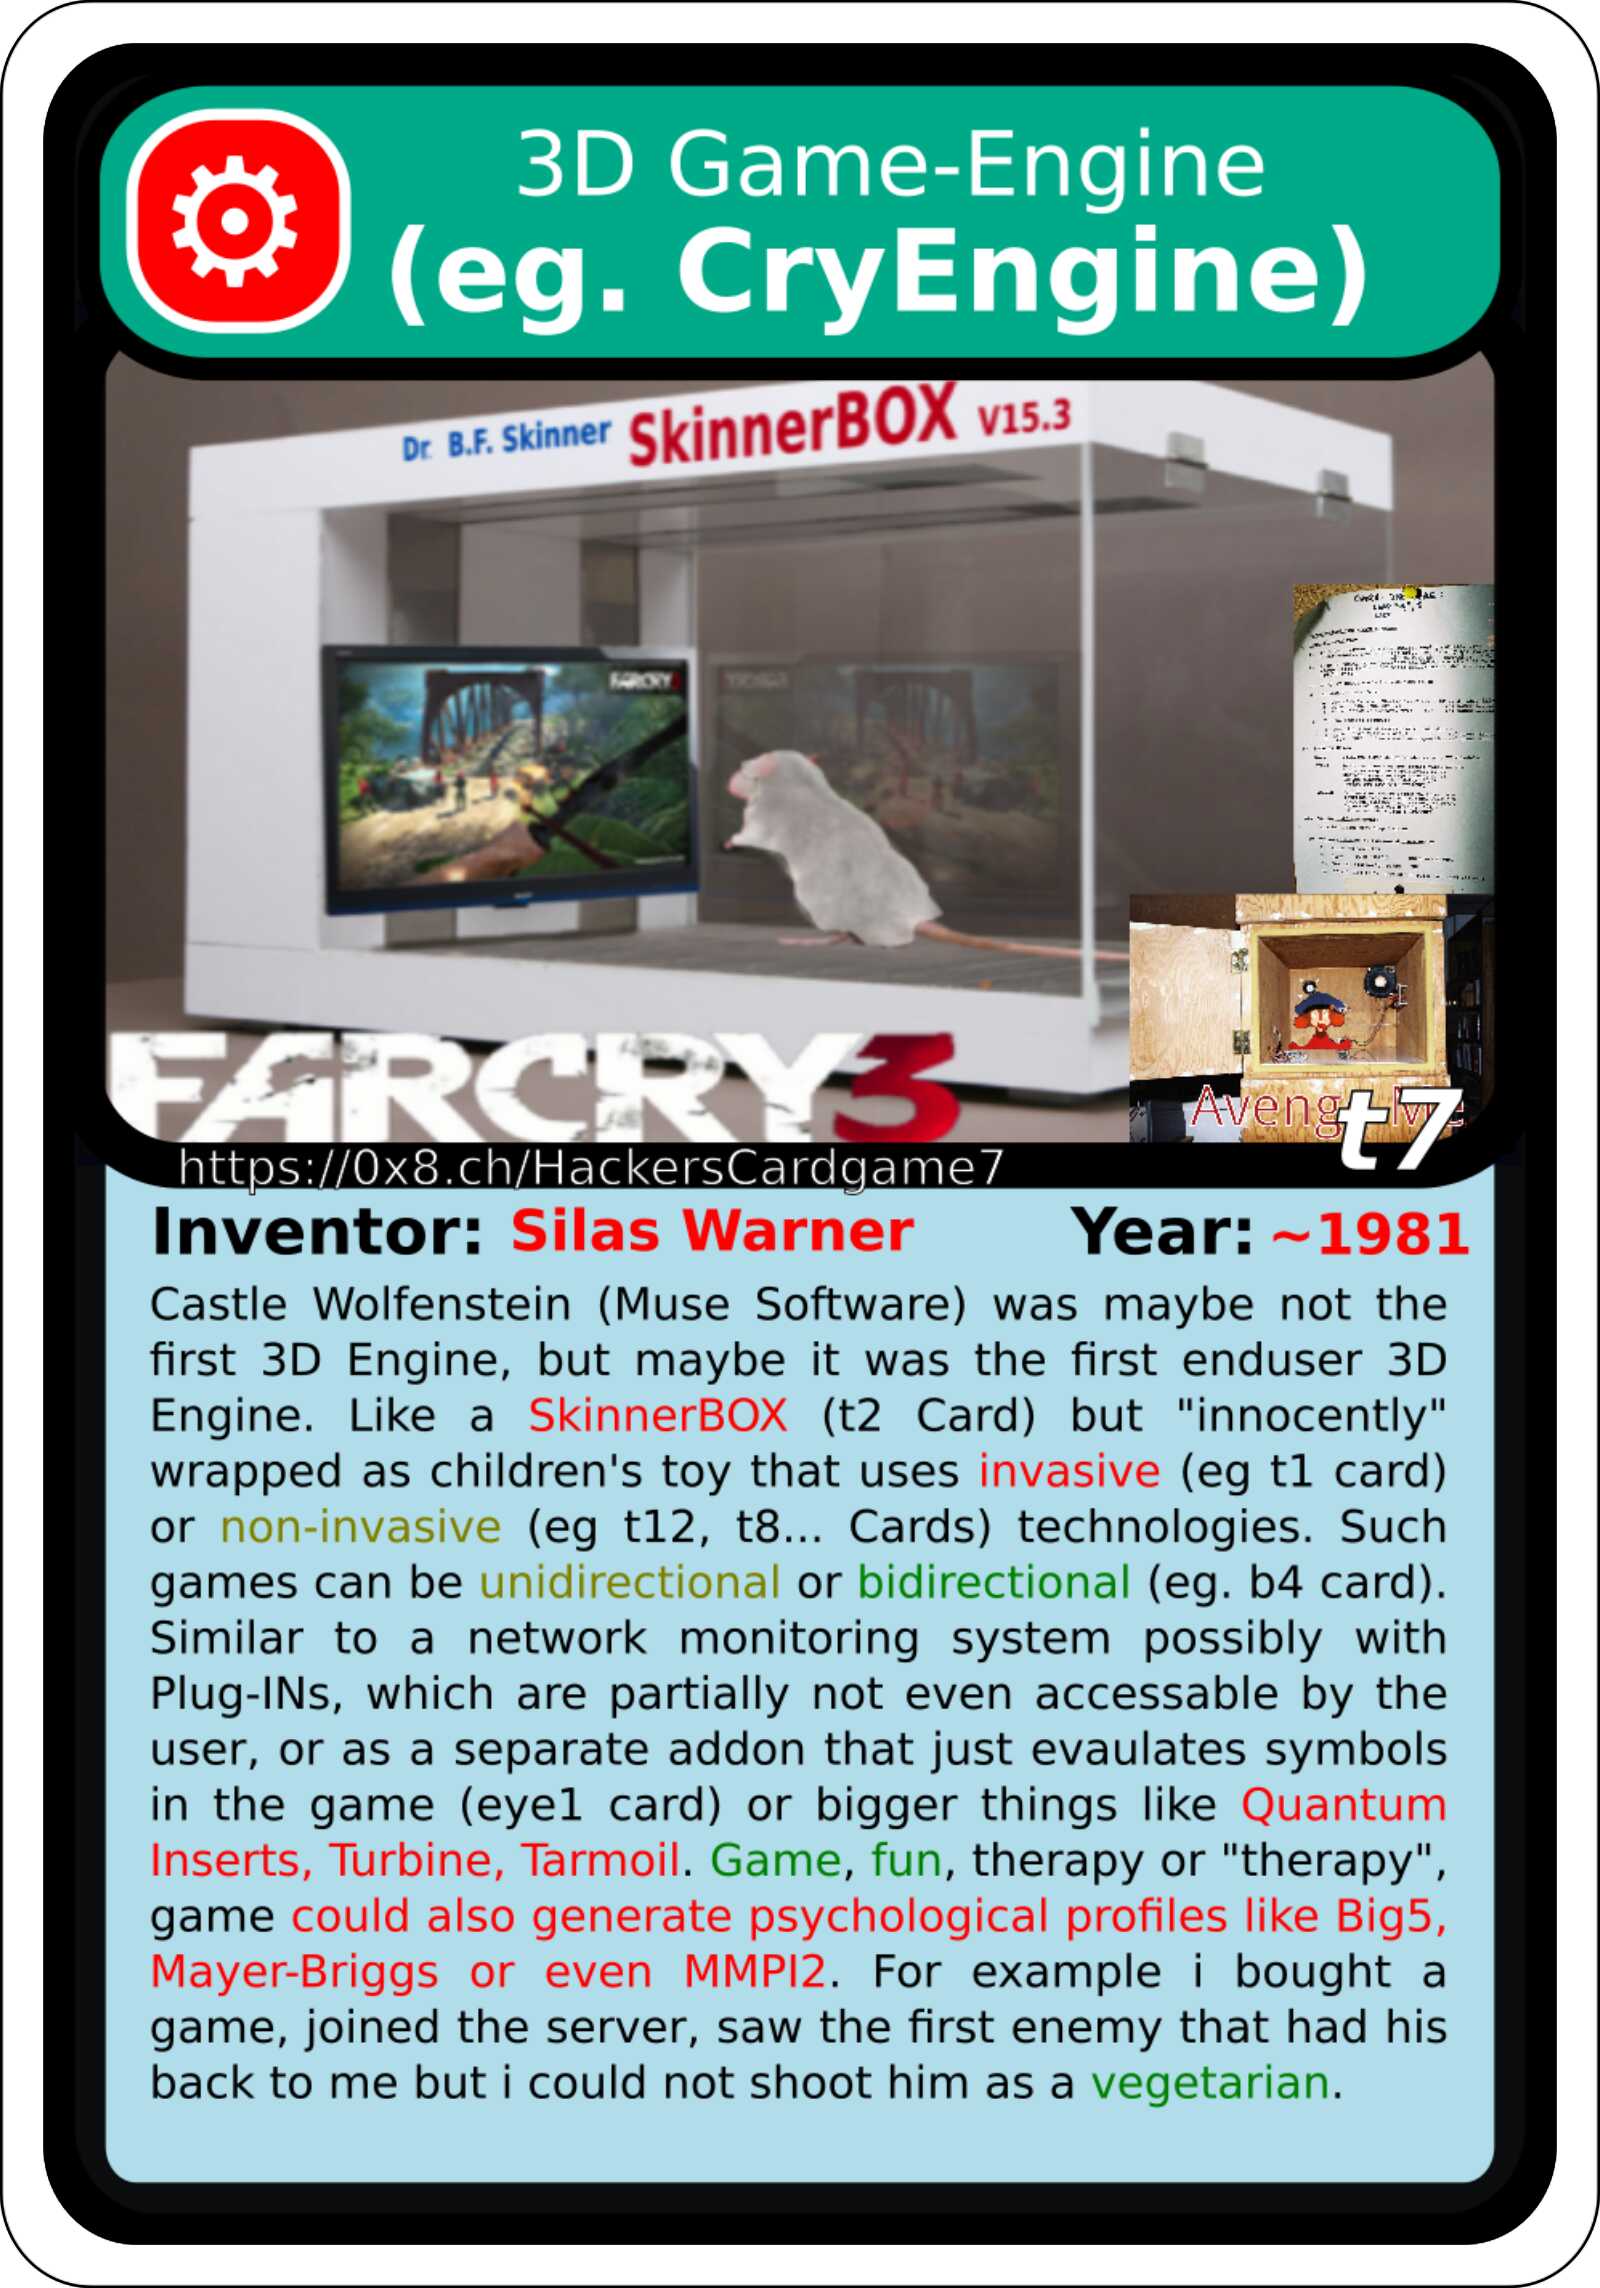 3D Game-Engine
(eg. CryEngine)
Dr. B.F. Skinner SkinnerBOX V15.3
FARCRY3
FARCRY3
t7
https://0x8.ch/HackersCardgame7
Inventor: Silas Warner Year: ~1981
Castle Wolfenstein (Muse Software) was maybe not the
first 3D Engine, but maybe it was the first enduser 3D
Engine. Like a SkinnerBOX (t2 Card) but "innocently"
wrapped as children's toy that uses invasive (eg t1 card)
or non-invasive (eg t12, t8... Cards) technologies. Such
games can be unidirectional or bidirectional (eg. b4 card).
Similar to a network monitoring system possibly with
Plug-INs, which are partially not even accessable by the
user, or as a separate addon that just evaulates symbols
in the game (eye1 card) or bigger things like Quantum
Inserts, Turbine, Tarmoil. Game, fun, therapy or "therapy",
game could also generate psychological profiles like Big5,
Mayer-Briggs or even MMPI2. For example i bought a
game, joined the server, saw the first enemy that had his
back to me but i could not shoot him as a vegetarian.